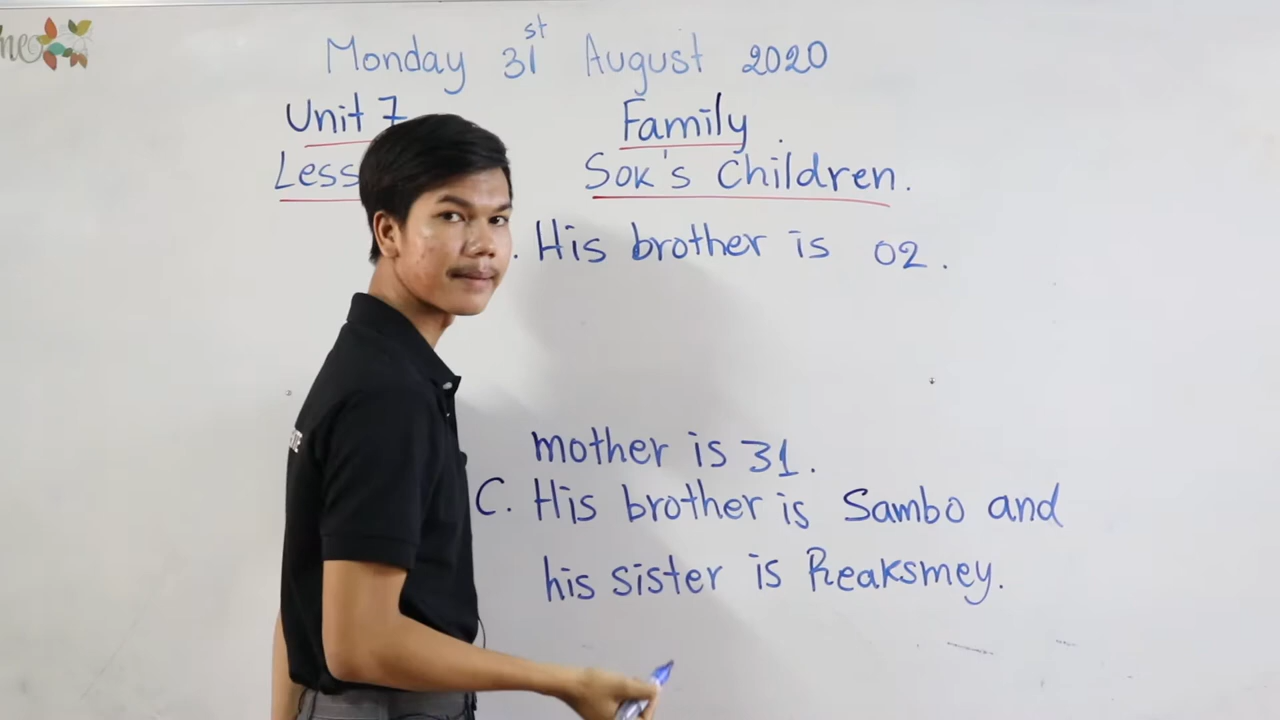 Monday 31st August 2020
Unit 7 Family.
Sok's Children.
. His brother is 02.
mother is 31.
C. His brother is Sambo and
his sister is Reaksmey.